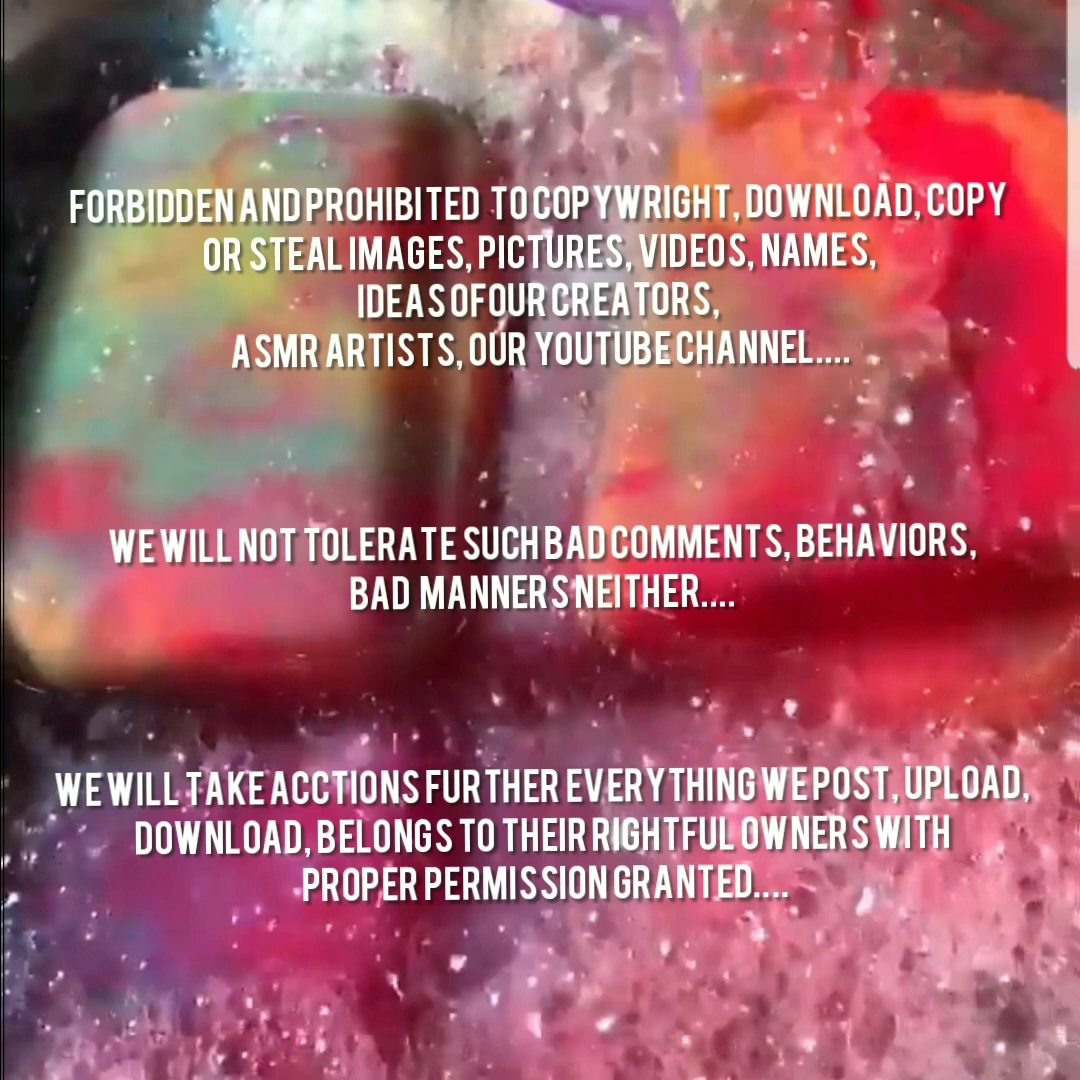 FORBIDDEN AND PROHIBITED TO COPYWRIGHT, DOWNLOAD, COPY
OR STEAL IMAGES, PICTURES, VIDEOS, NAMES,
IDEAS OF OUR CREATORS,
ASMR ARTISTS, OUR YOUTUBE CHANNEL....
WE WILL NOT TOLERATE SUCH BAD COMMENTS, BEHAVIORS,
BAD MANNERS NEITHER....
WE WILL TAKE ACCTIONS FURTHER EVERYTHING WE POST, UPLOAD,
DOWNLOAD, BELONGS TO THEIR RIGHTFUL OWNERS WITH
PROPER PERMISSION GRANTED....